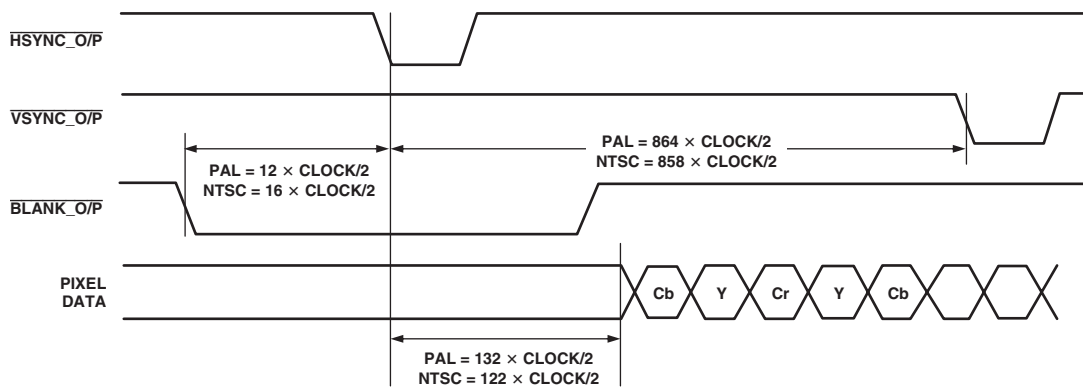 HSYNC_O/P
VSYNC_O/P
PAL = 864 × CLOCK/2
NTSC = 858 × CLOCK/2
PAL = 12 × CLOCK/2
NTSC = 16 × CLOCK/2
BLANK_O/P
PIXEL
DATA
Cb Y Cr Y Cb
PAL = 132 × CLOCK/2
NTSC = 122 × CLOCK/2